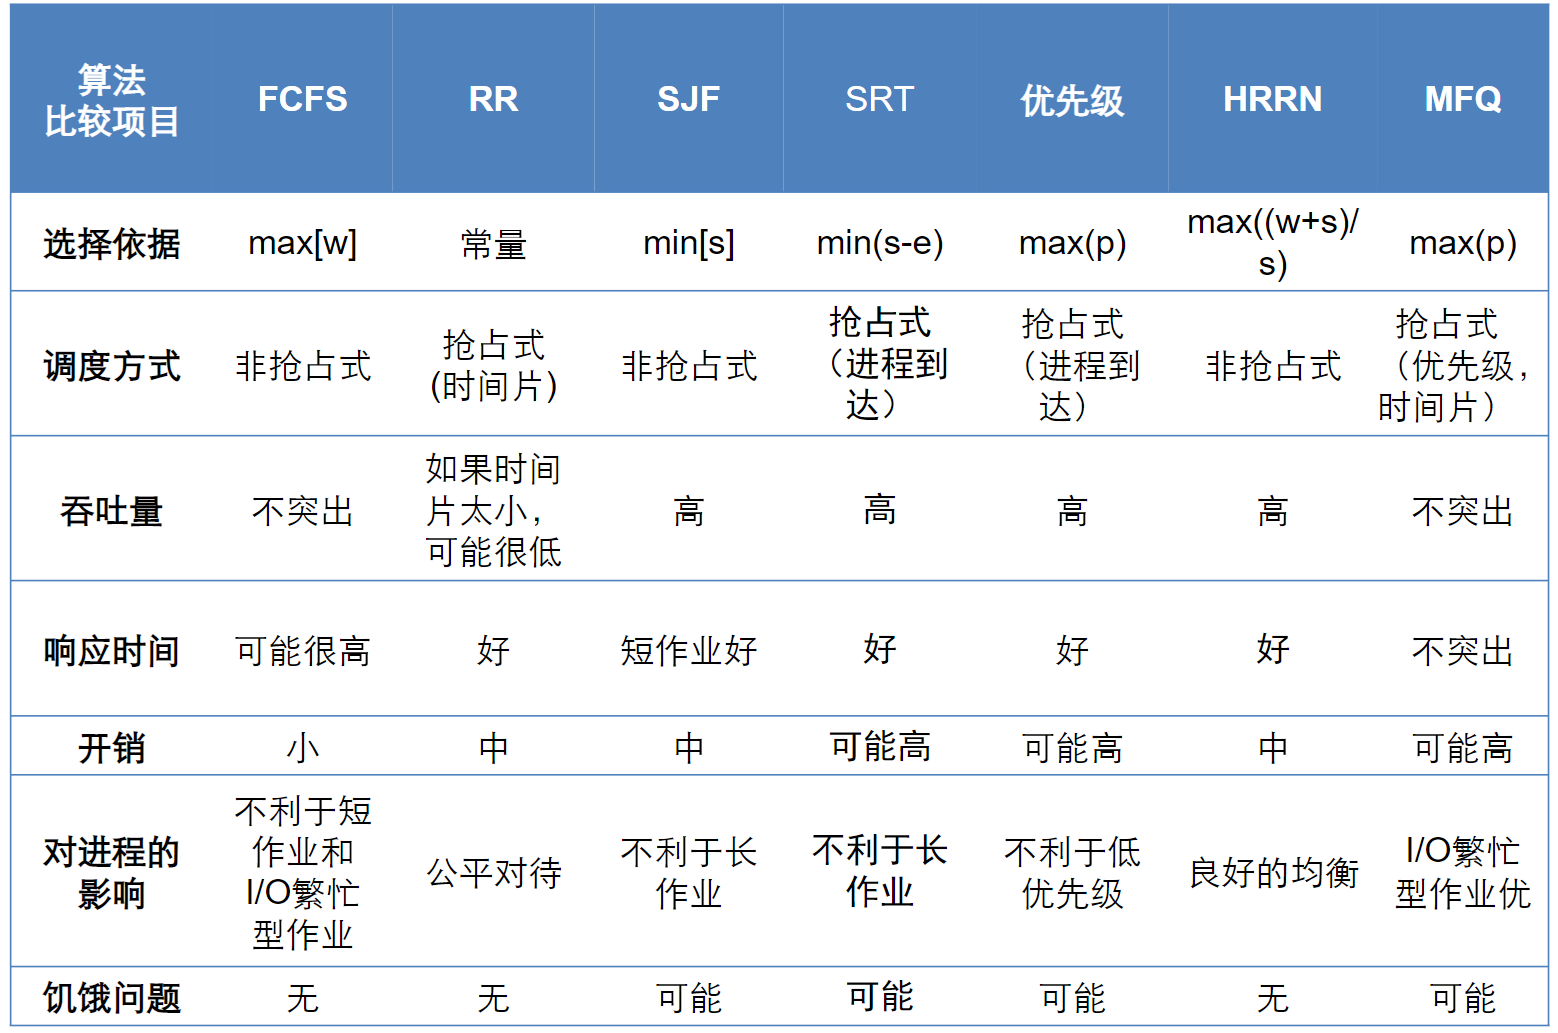 算法
比较项目
FCFS
RR
SJF
SRT
优先级
HRRN
MFQ
选择依据
max[w]
常量
min[s]
min(s-e)
max(p)
max((w+s)/
s)
max(p)
调度方式
非抢占式
抢占式
(时间片)
非抢占式
抢占式
（进程到
达）
抢占式
（进程到
达）
非抢占式
抢占式
（优先级，
时间片）
吞吐量
不突出
如果时间
片太小，
可能很低
高
高
高
高
不突出
响应时间
可能很高
好
短作业好
好
好
好
不突出
开销
小
中
中
可能高
可能高
中
可能高
对进程的
影响
不利于短
作业和
I/O繁忙
型作业
公平对待
不利于长
作业
不利于长
作业
不利于低
优先级
良好的均衡
I/O繁忙
型作业优
饥饿问题
无
无
可能
可能
可能
无
可能